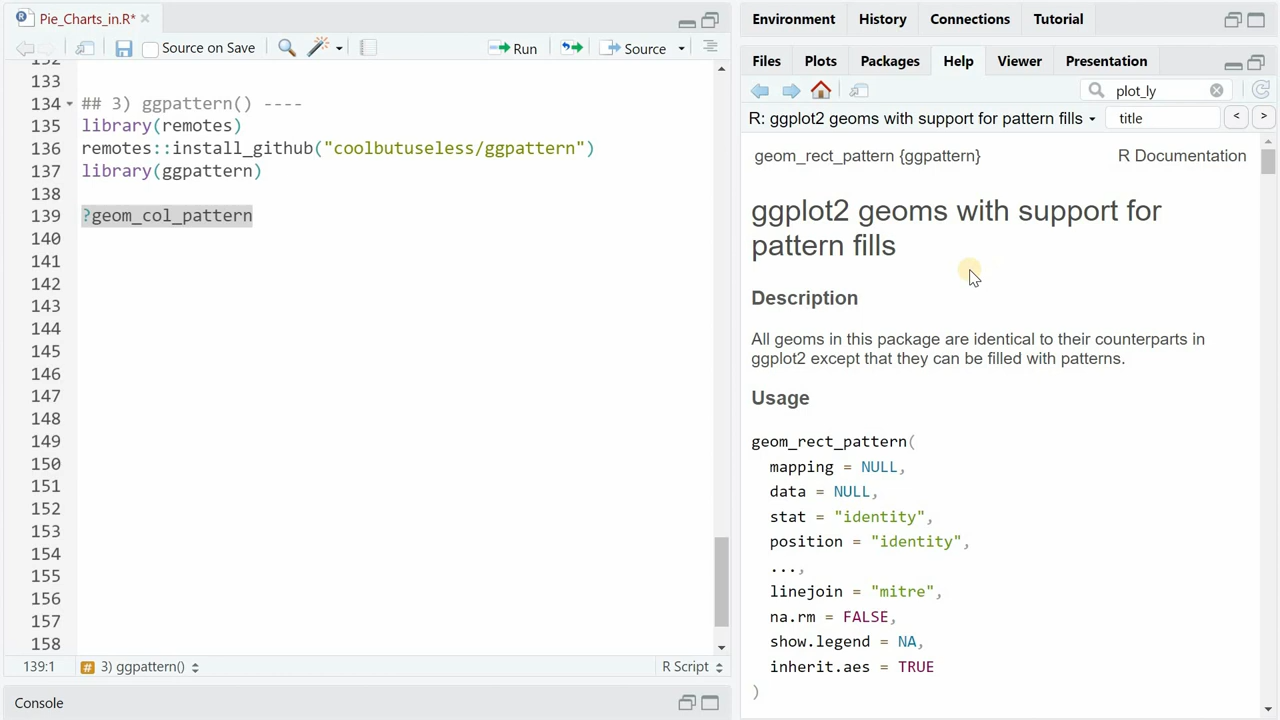 Pie_Charts_in.R*
Source on Save
Run
Source
132
133
134 ## 3) ggpattern() ----
135 library(remotes)
136 remotes::install_github("coolbutuseless/ggpattern")
137 library(ggpattern)
138
139 ?geom_col_pattern
140
141
142
143
144
145
146
147
148
149
150
151
152
153
154
155
156
157
158
139:1 # 3) ggpattern() R Script
Console
Environment History Connections Tutorial
Files Plots Packages Help Viewer Presentation
plot_ly
R: ggplot2 geoms with support for pattern fills title < >
geom_rect_pattern {ggpattern} R Documentation
ggplot2 geoms with support for
pattern fills
Description
All geoms in this package are identical to their counterparts in
ggplot2 except that they can be filled with patterns.
Usage
geom_rect_pattern(
mapping = NULL,
data = NULL,
stat = "identity",
position = "identity",
...,
linejoin = "mitre",
na.rm = FALSE,
show.legend = NA,
inherit.aes = TRUE
)